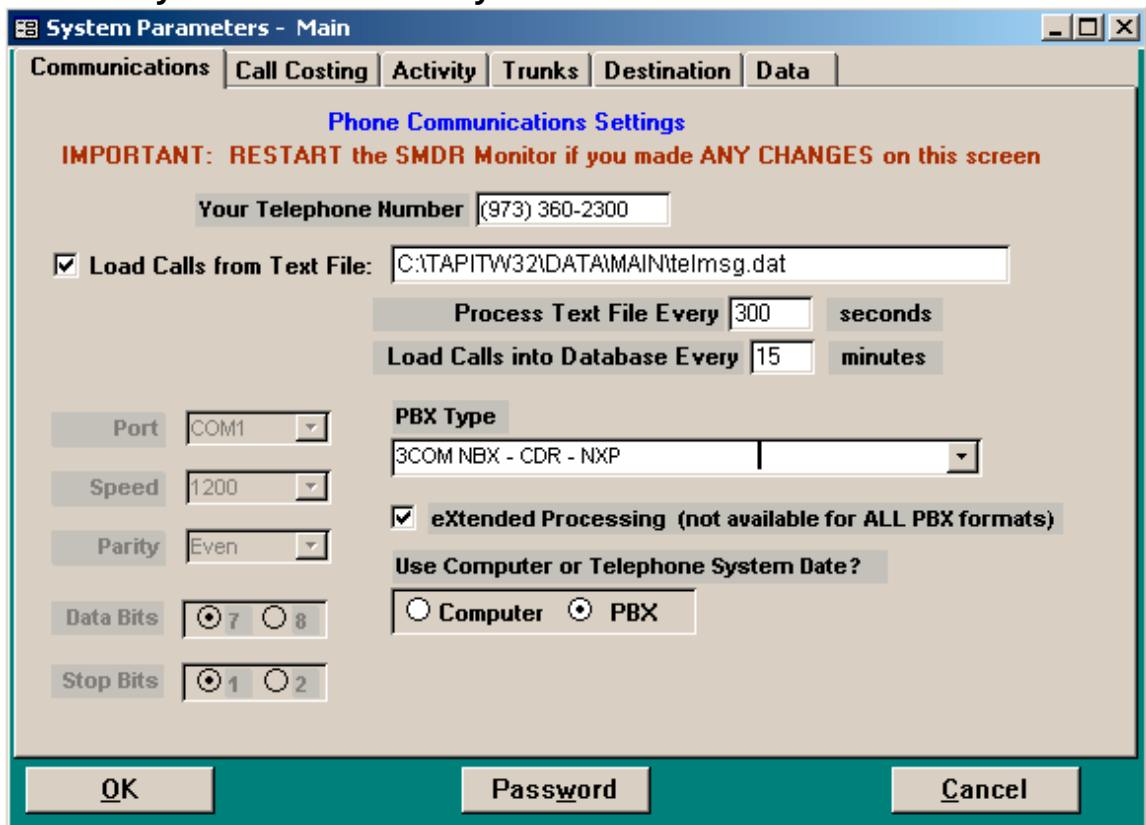 System Parameters - Main
Communications Call Costing Activity Trunks Destination Data
Phone Communications Settings
IMPORTANT: RESTART the SMDR Monitor if you made ANY CHANGES on this screen
Your Telephone Number (973) 360-2300
Load Calls from Text File: C:\TAPITW32\DATA\MAIN\telmsg.dat
Process Text File Every 300 seconds
Load Calls into Database Every 15 minutes
Port COM1
Speed 1200
Parity Even
Data Bits 7 8
Stop Bits 1 2
PBX Type
3COM NBX - CDR - NXP
eXtended Processing (not available for ALL PBX formats)
Use Computer or Telephone System Date?
Computer PBX
OK Password Cancel